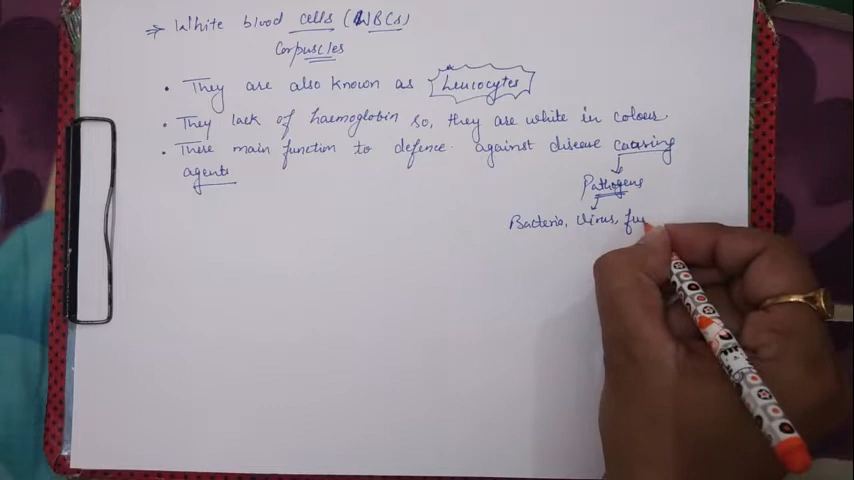 ⇒ White blood cells (WBCs)
Corpuscles
• They are also known as Leucocytes
• They lack of haemoglobin so, they are white in colour.
• There main function to defence against disease causing
agents
Pathogens
Bacteria, Virus, fu